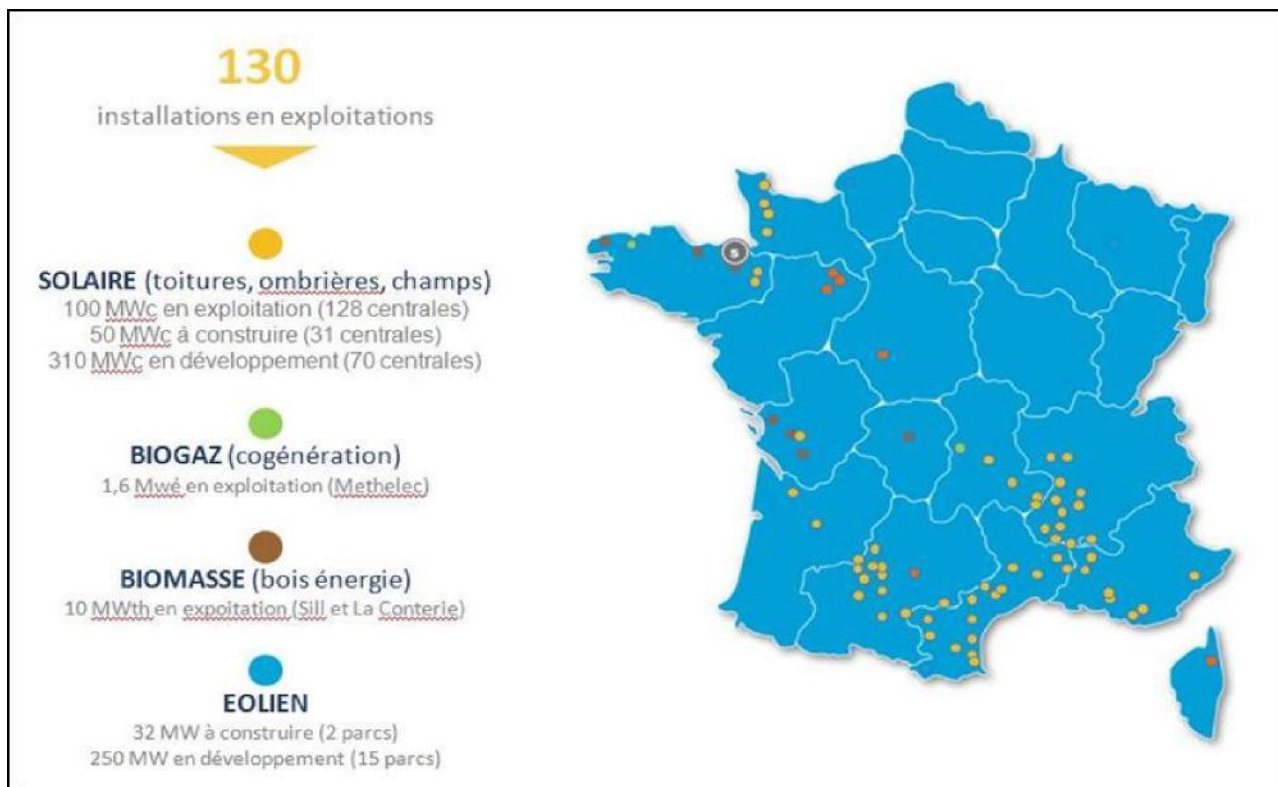 130
installations en exploitations
SOLAIRE (toitures, ombrières, champs)
100 MWc en exploitation (128 centrales)
50 MWc à construire (31 centrales)
310 MWc en développement (70 centrales)
BIOGAZ (cogénération)
1,6 Mwé en exploitation (Methelec)
BIOMASSE (bois énergie)
10 MWth en expoitation (Sill et La Conterie)
EOLIEN
32 MW à construire (2 parcs)
250 MW en développement (15 parcs)
S